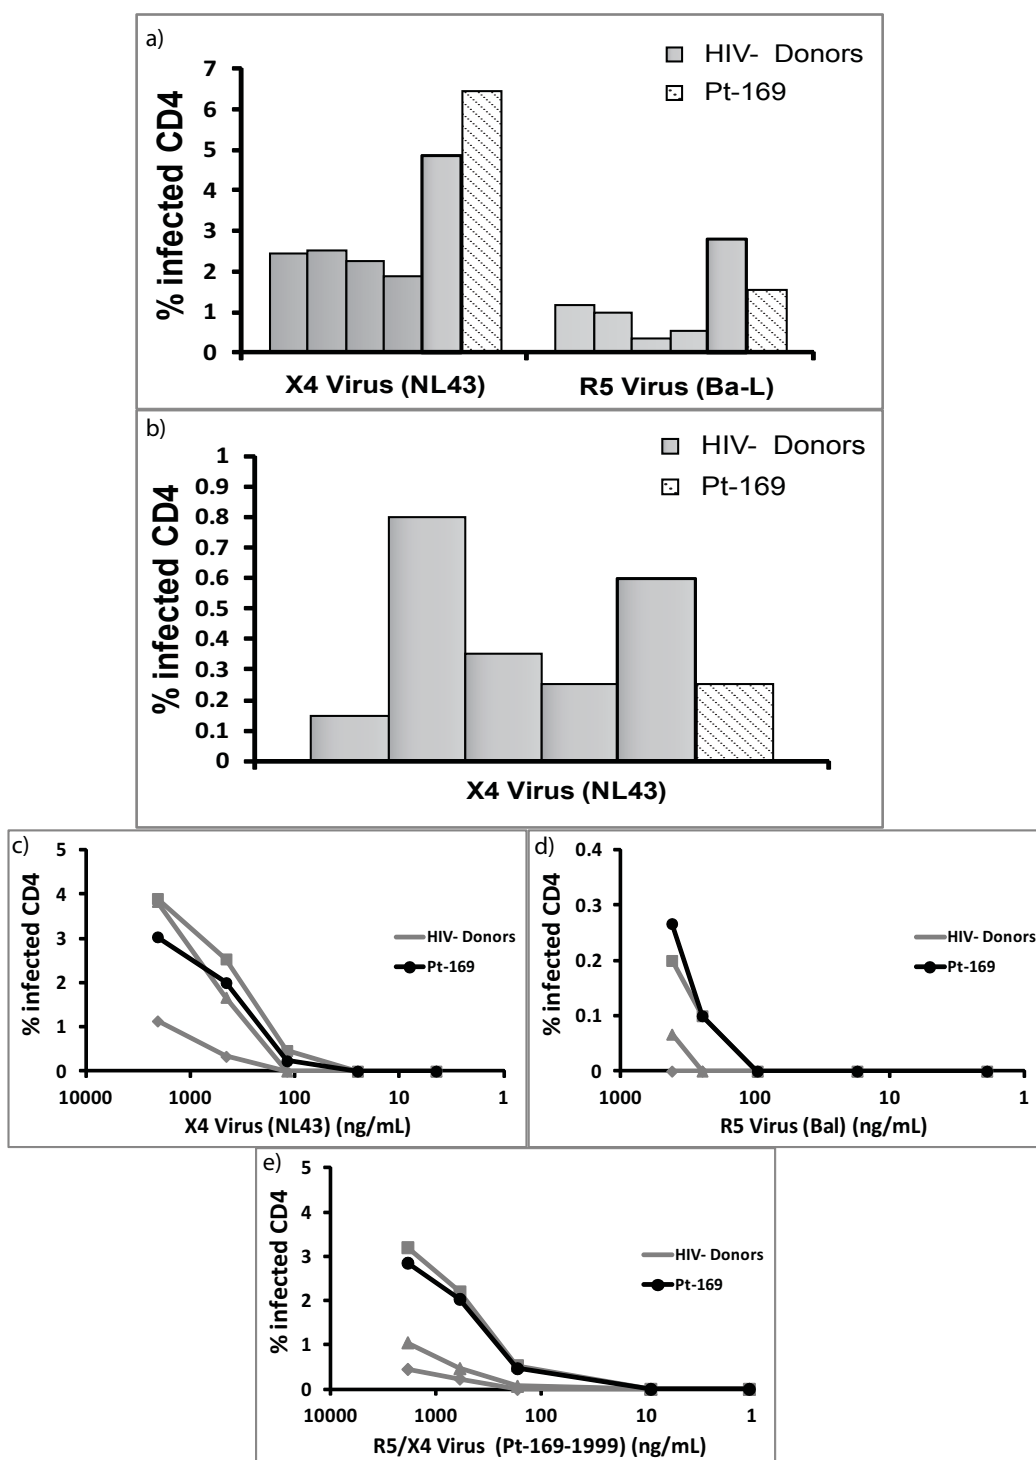 a)
HIV- Donors
Pt-169
% infected CD4
7
6
5
4
3
2
1
0
X4 Virus (NL43)
R5 Virus (Ba-L)
b)
HIV- Donors
Pt-169
% infected CD4
1
0.9
0.8
0.7
0.6
0.5
0.4
0.3
0.2
0.1
0
X4 Virus (NL43)
c)
% infected CD4
5
4
3
2
1
0
HIV- Donors
Pt-169
10000 1000 100 10 1
X4 Virus (NL43) (ng/mL)
d)
% infected CD4
0.4
0.3
0.2
0.1
0
HIV- Donors
Pt-169
1000 100 10 1
R5 Virus (Bal) (ng/mL)
e)
% infected CD4
5
4
3
2
1
0
HIV- Donors
Pt-169
10000 1000 100 10 1
R5/X4 Virus (Pt-169-1999) (ng/mL)